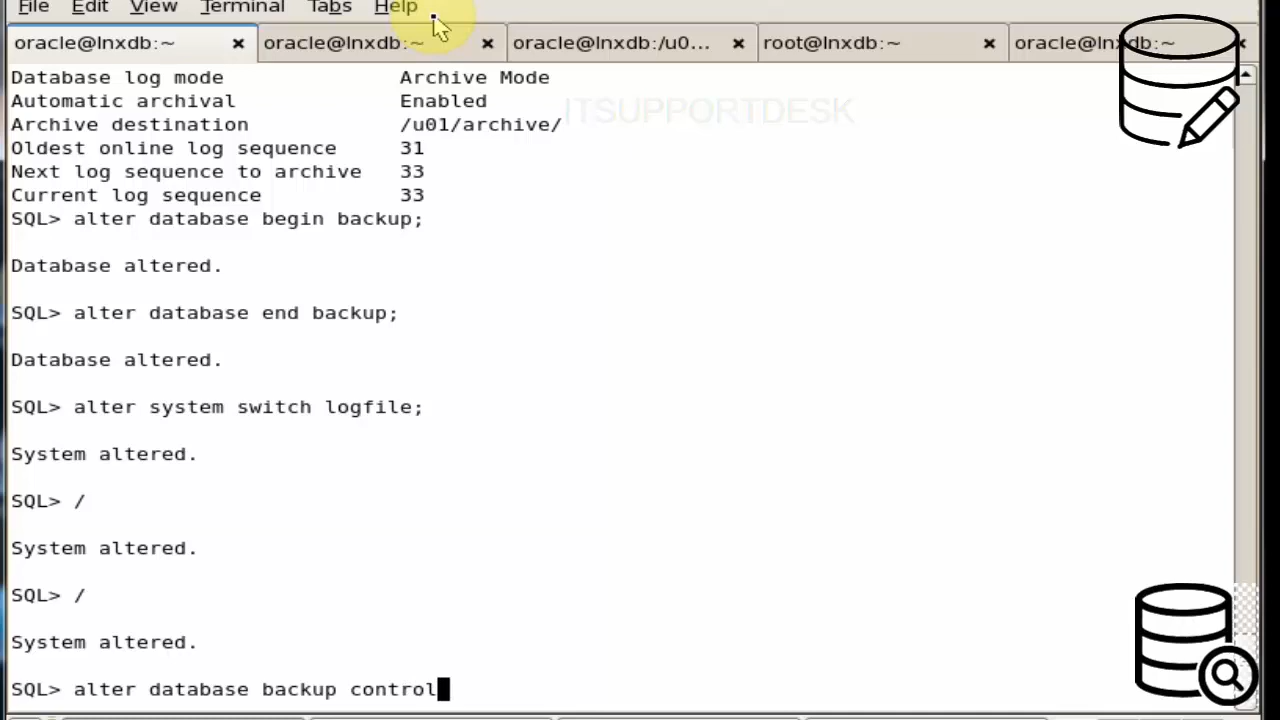 File Edit View Terminal Tabs Help
oracle@lnxdb:~ oracle@lnxdb:~ oracle@lnxdb:/u0... root@lnxdb:~ oracle@lnxdb:~
Database log mode Archive Mode
Automatic archival Enabled
Archive destination /u01/archive/
ITSUPPORTDESK
Oldest online log sequence 31
Next log sequence to archive 33
Current log sequence 33
SQL> alter database begin backup;
Database altered.
SQL> alter database end backup;
Database altered.
SQL> alter system switch logfile;
System altered.
SQL> /
System altered.
SQL> /
System altered.
SQL> alter database backup control